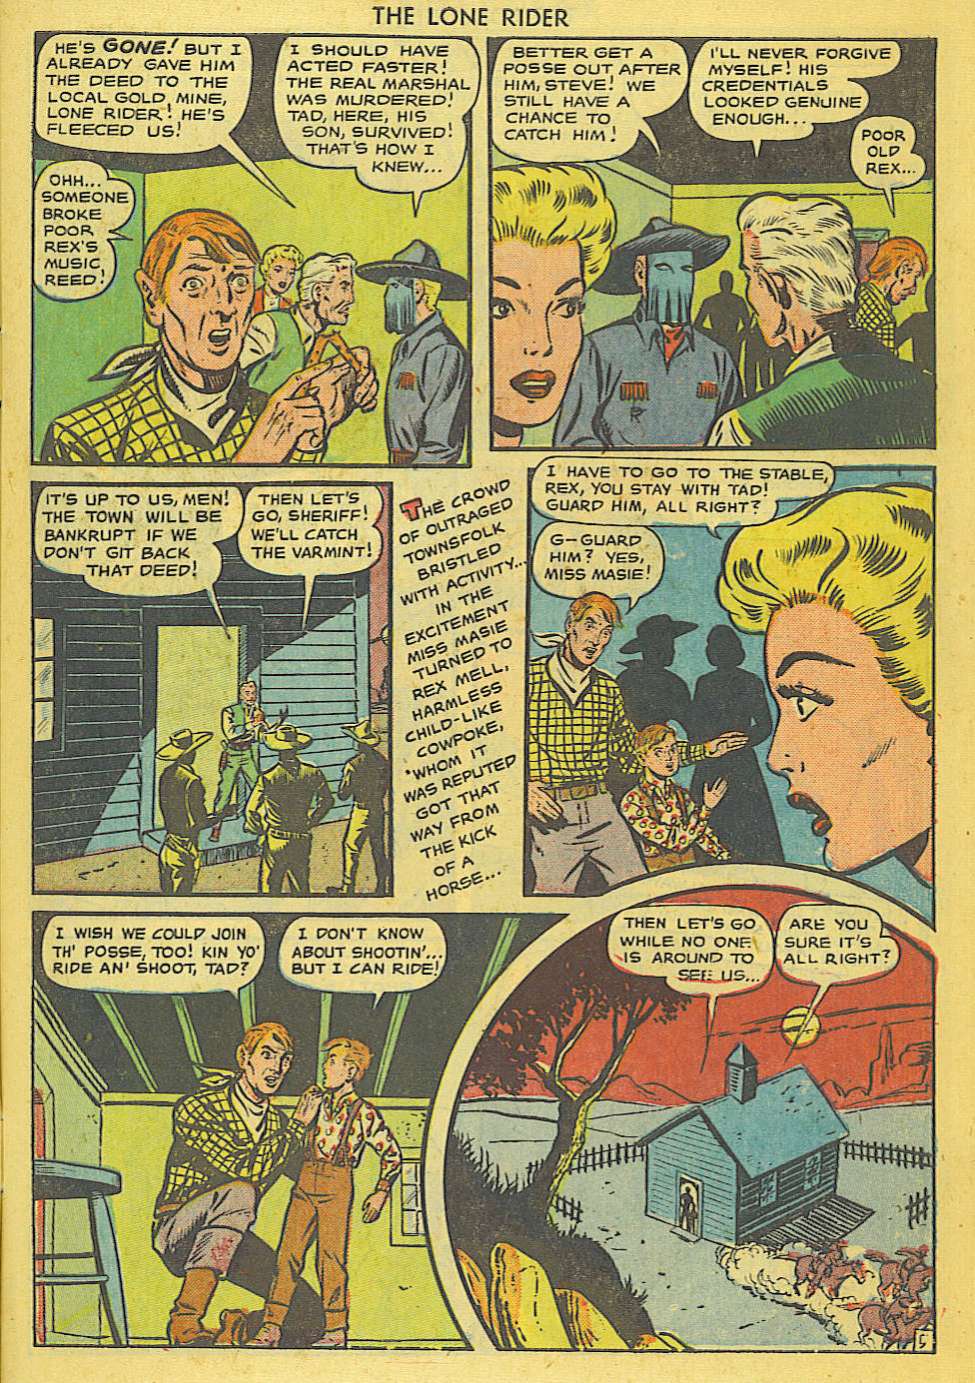 THE LONE RIDER
HE'S GONE! BUT I
ALREADY GAVE HIM
THE DEED TO THE
LOCAL GOLD MINE,
LONE RIDER! HE'S
FLEECED US!
I SHOULD HAVE
ACTED FASTER!
THE REAL MARSHAL
WAS MURDERED!
TAD, HERE, HIS
SON, SURVIVED!
THAT'S HOW I
KNEW...
OHH...
SOMEONE
BROKE
POOR
REX'S
MUSIC
REED!
BETTER GET A
POSSE OUT AFTER
HIM, STEVE! WE
STILL HAVE A
CHANCE TO
CATCH HIM!
I'LL NEVER FORGIVE
MYSELF! HIS
CREDENTIALS
LOOKED GENUINE
ENOUGH...
POOR
OLD
REX...
R
IT'S UP TO US, MEN!
THE TOWN WILL BE
BANKRUPT IF WE
DON'T GIT BACK
THAT DEED!
THEN LET'S
GO, SHERIFF!
WE'LL CATCH
THE VARMINT!
THE CROWD
OF OUTRAGED
TOWNSFOLK
BRISTLED
WITH ACTIVITY...
IN THE
EXCITEMENT
MISS MASIE
TURNED TO
REX MELL,
HARMLESS
CHILD-LIKE
COWPOKE,
WHOM IT
WAS REPUTED
GOT THAT
WAY FROM
THE KICK
OF A
HORSE...
I HAVE TO GO TO THE STABLE,
REX, YOU STAY WITH TAD!
GUARD HIM, ALL RIGHT?
G-GUARD
HIM? YES,
MISS MASIE!
I WISH WE COULD JOIN
TH' POSSE, TOO! KIN YO'
RIDE AN' SHOOT, TAD?
I DON'T KNOW
ABOUT SHOOTIN'...
BUT I CAN RIDE!
THEN LET'S GO
WHILE NO ONE
IS AROUND TO
SEE US...
ARE YOU
SURE IT'S
ALL RIGHT?
5